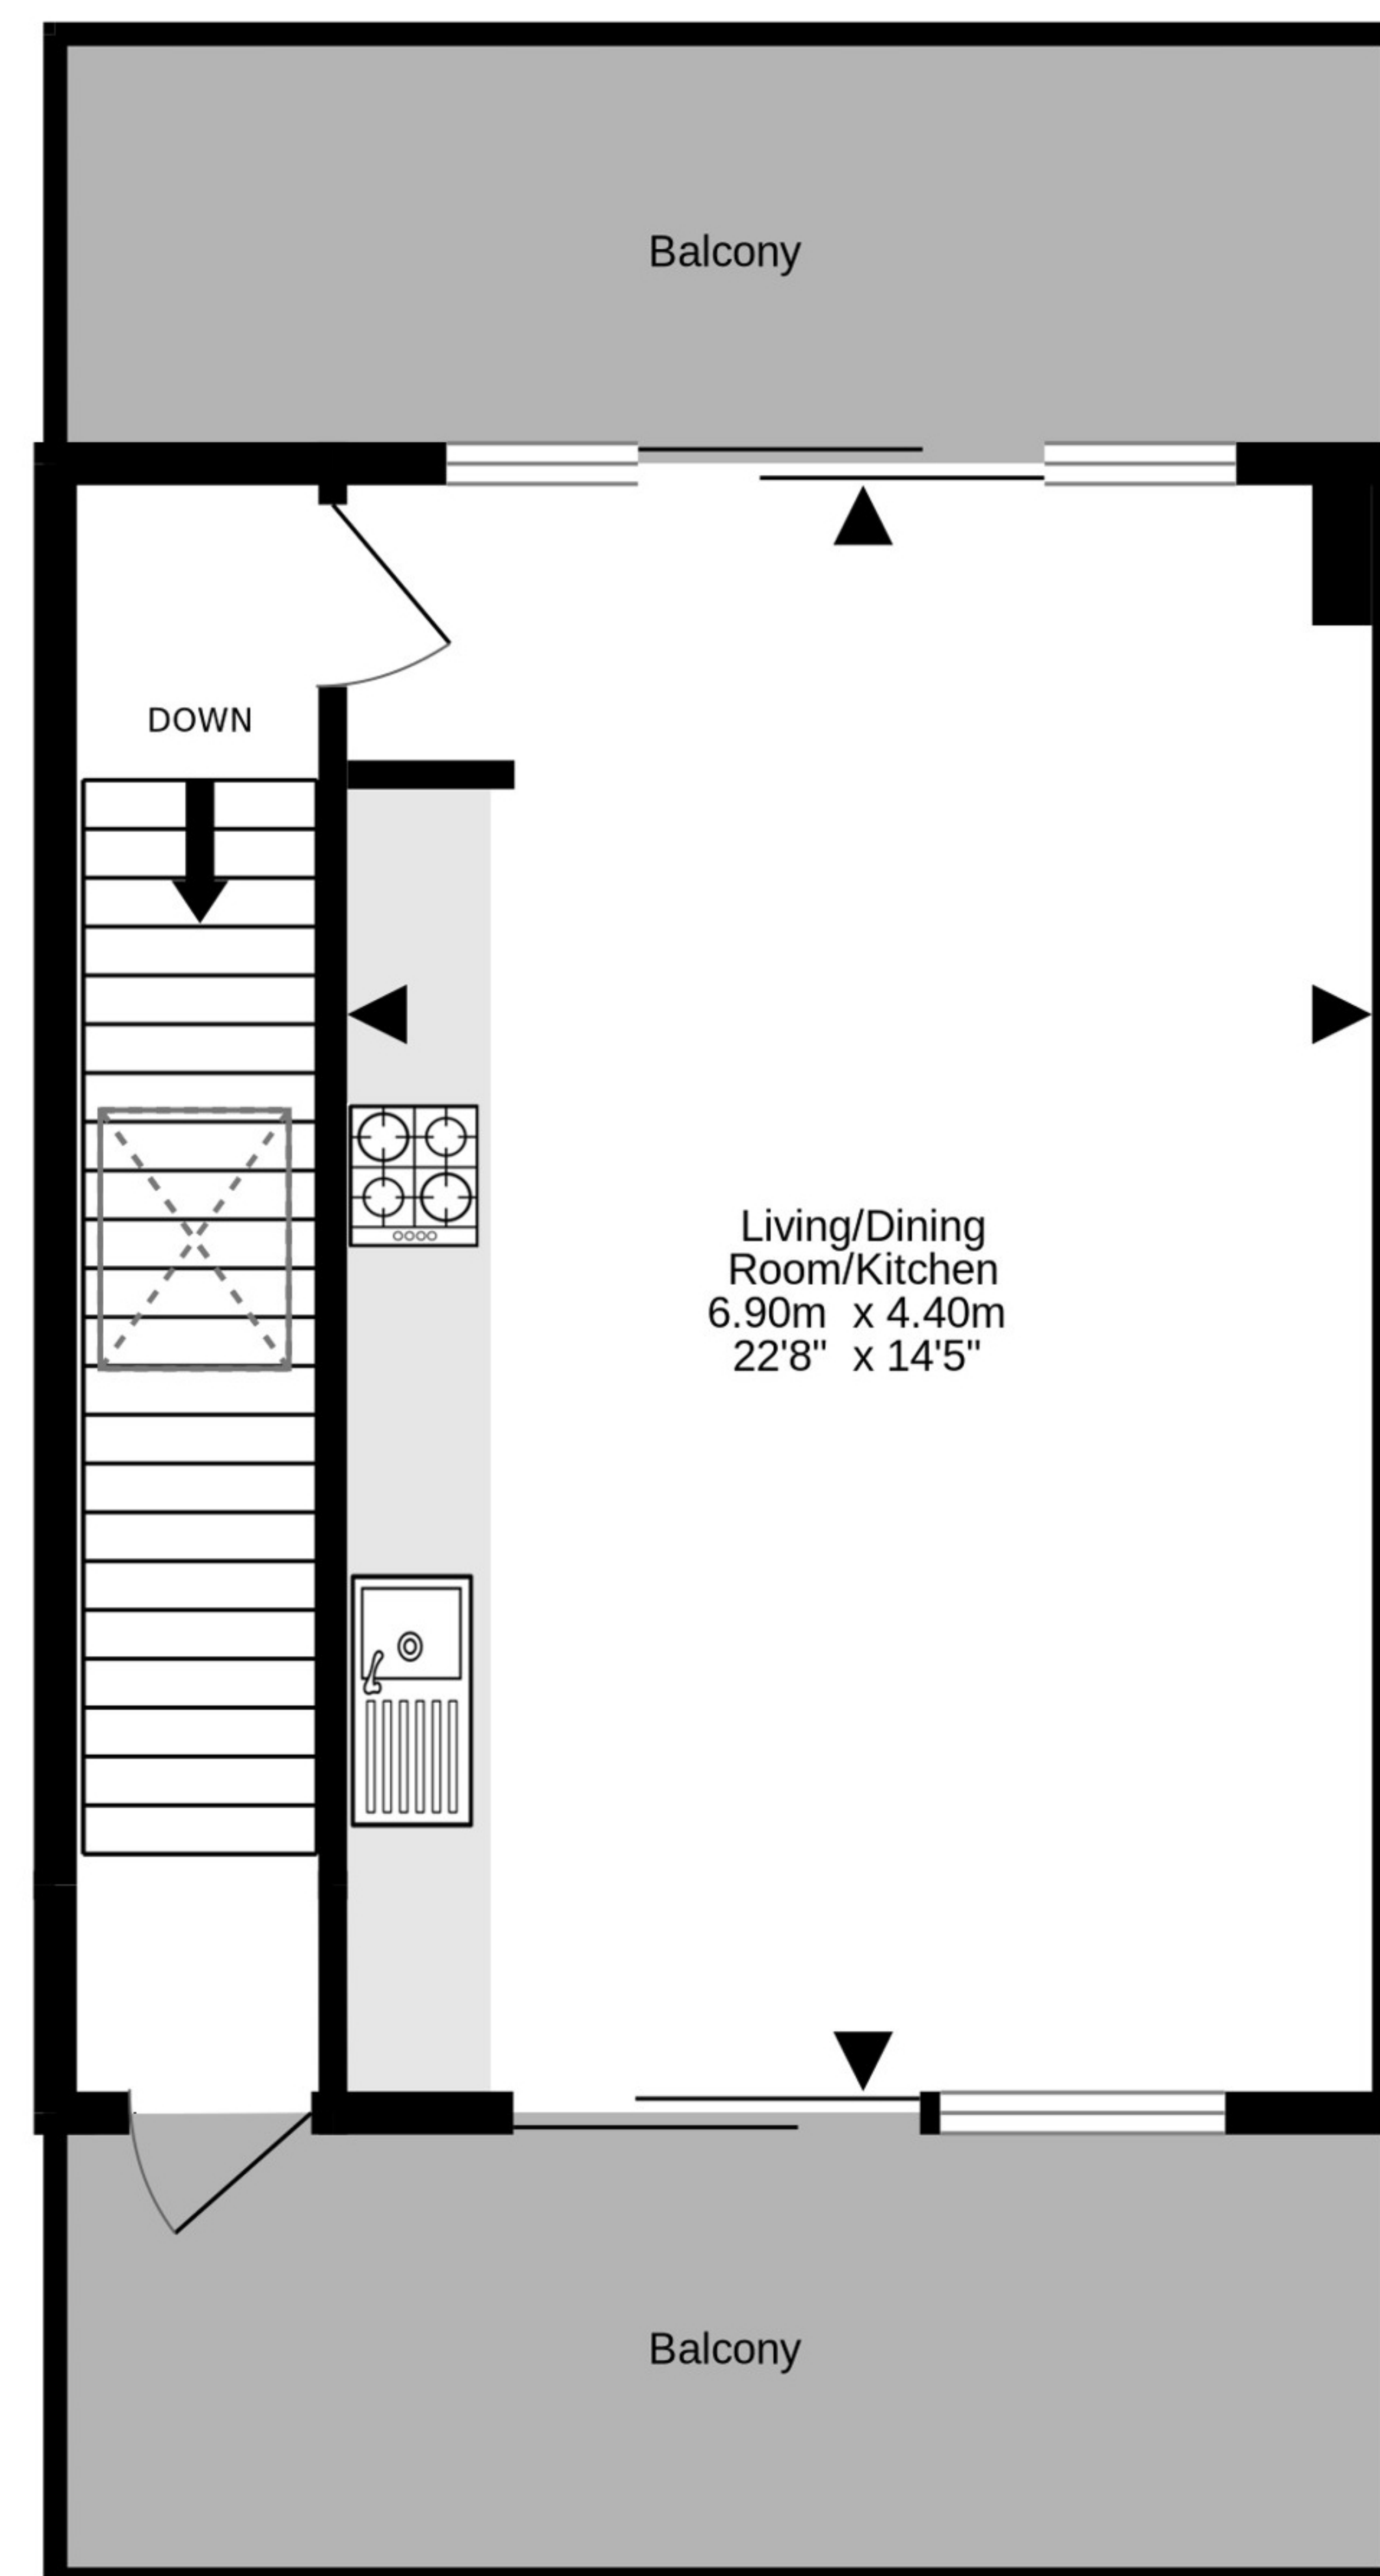 Balcony
DOWN
Living/Dining
Room/Kitchen
6.90m x 4.40m
22'8" x 14'5"
Balcony